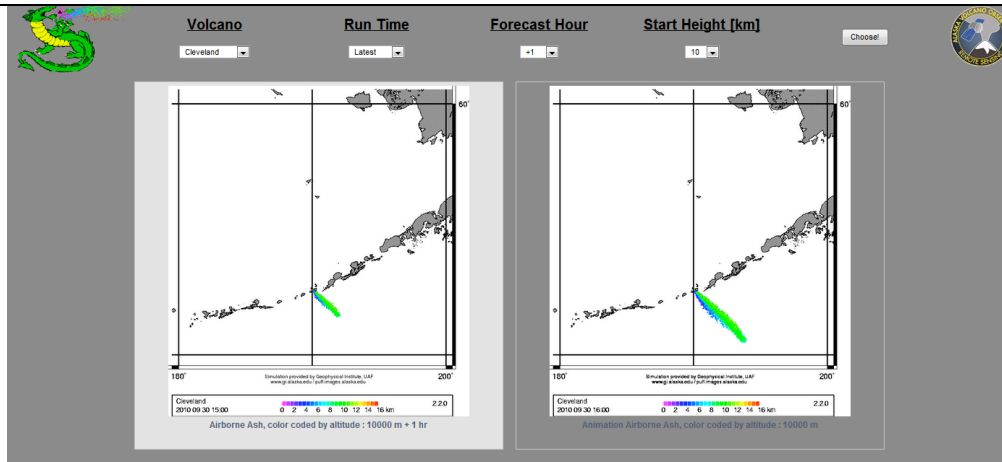 Volcano Run Time Forecast Hour Start Height [km]
Cleveland Latest +1 10 Choose!
60°
180° 200°
Simulation provided by Geophysical Institute, UAF
www.gi.alaska.edu / puff.images.alaska.edu
Cleveland 2.2.0
2010 09 30 15:00 0 2 4 6 8 10 12 14 16 km
Airborne Ash, color coded by altitude : 10000 m + 1 hr
60°
180° 200°
Simulation provided by Geophysical Institute, UAF
www.gi.alaska.edu / puff.images.alaska.edu
Cleveland 2.2.0
2010 09 30 16:00 0 2 4 6 8 10 12 14 16 km
Animation Airborne Ash, color coded by altitude : 10000 m